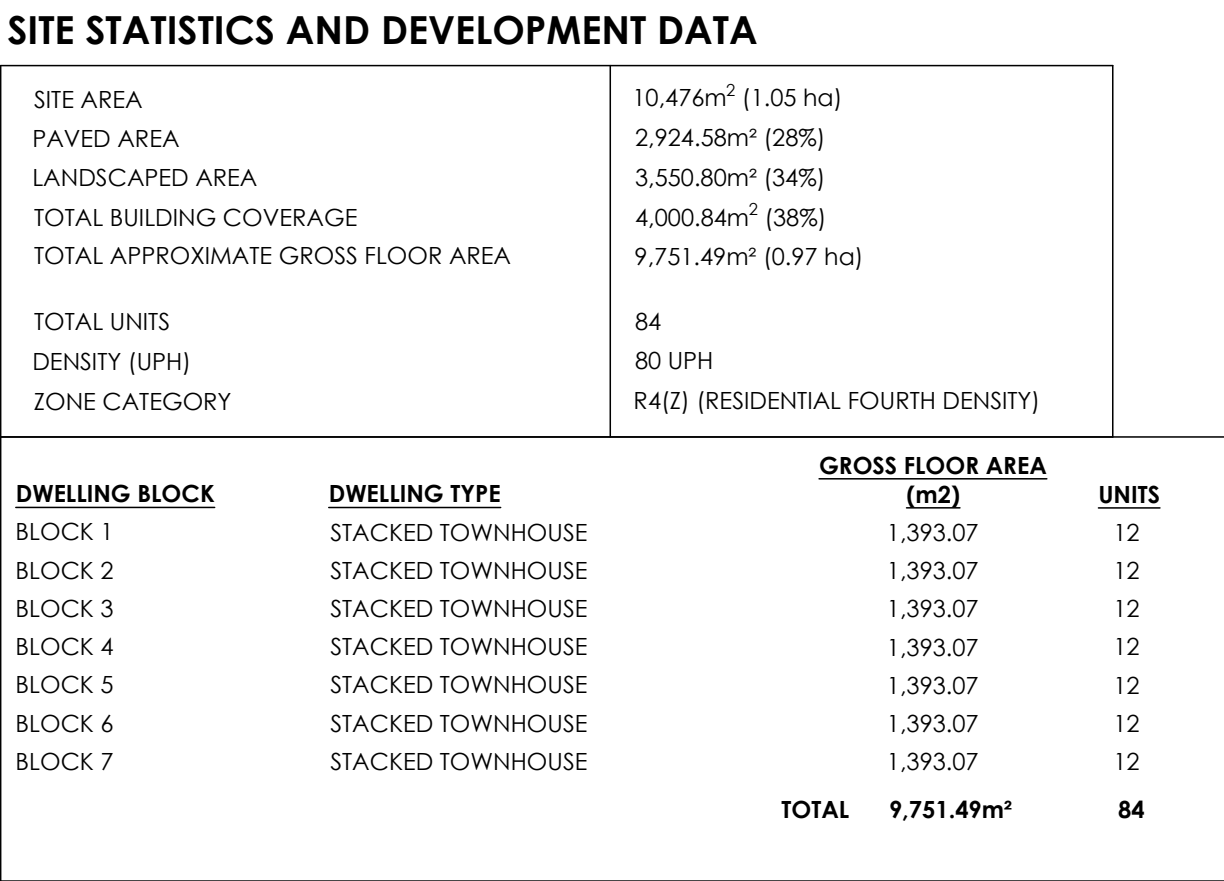 SITE STATISTICS AND DEVELOPMENT DATA
SITE AREA 10,476m² (1.05 ha)
PAVED AREA 2,924.58m² (28%)
LANDSCAPED AREA 3,550.80m² (34%)
TOTAL BUILDING COVERAGE 4,000.84m² (38%)
TOTAL APPROXIMATE GROSS FLOOR AREA 9,751.49m² (0.97 ha)
TOTAL UNITS 84
DENSITY (UPH) 80 UPH
ZONE CATEGORY R4(Z) (RESIDENTIAL FOURTH DENSITY)
GROSS FLOOR AREA
DWELLING BLOCK DWELLING TYPE (m2) UNITS
BLOCK 1 STACKED TOWNHOUSE 1,393.07 12
BLOCK 2 STACKED TOWNHOUSE 1,393.07 12
BLOCK 3 STACKED TOWNHOUSE 1,393.07 12
BLOCK 4 STACKED TOWNHOUSE 1,393.07 12
BLOCK 5 STACKED TOWNHOUSE 1,393.07 12
BLOCK 6 STACKED TOWNHOUSE 1,393.07 12
BLOCK 7 STACKED TOWNHOUSE 1,393.07 12
TOTAL 9,751.49m² 84